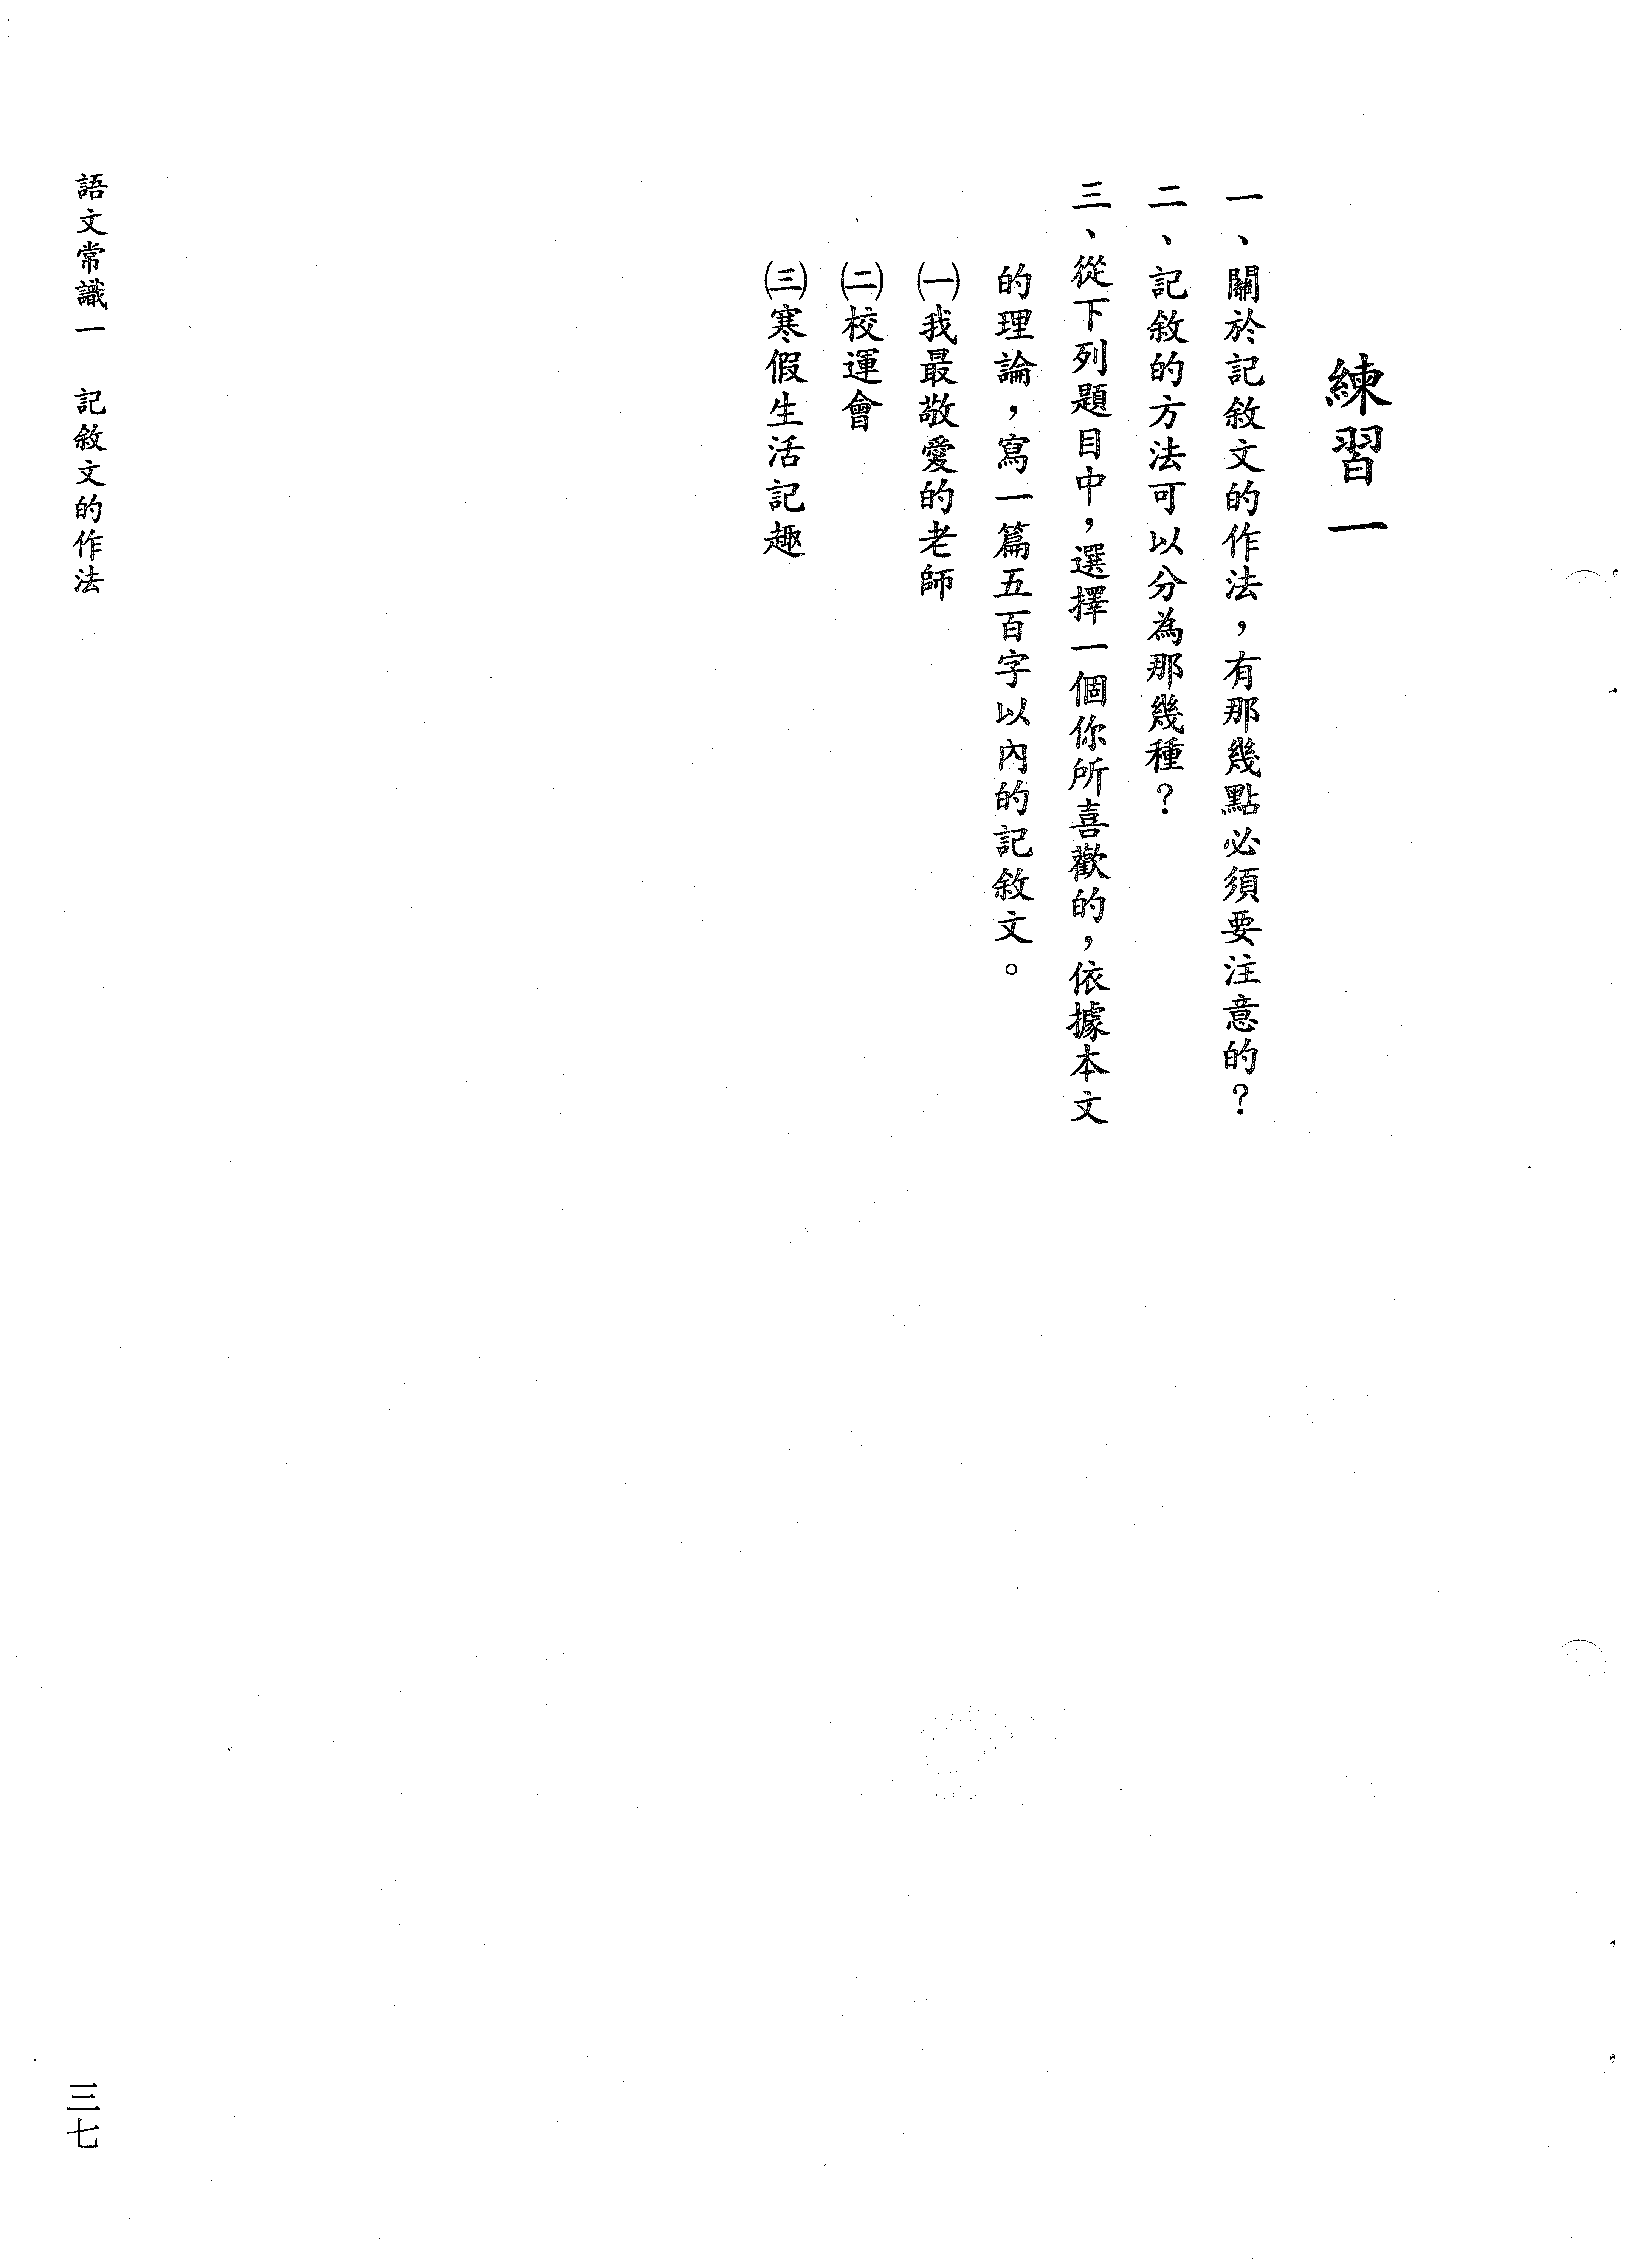 練習一
一、關於記敘文的作法，有那幾點必須要注意的？
二、記敘的方法可以分為那幾種？
三、從下列題目中，選擇一個你所喜歡的，依據本文
的理論，寫一篇五百字以內的記敘文。
㈠我最敬愛的老師
㈡校運會
㈢寒假生活記趣
語文常識一　記敘文的作法
三七